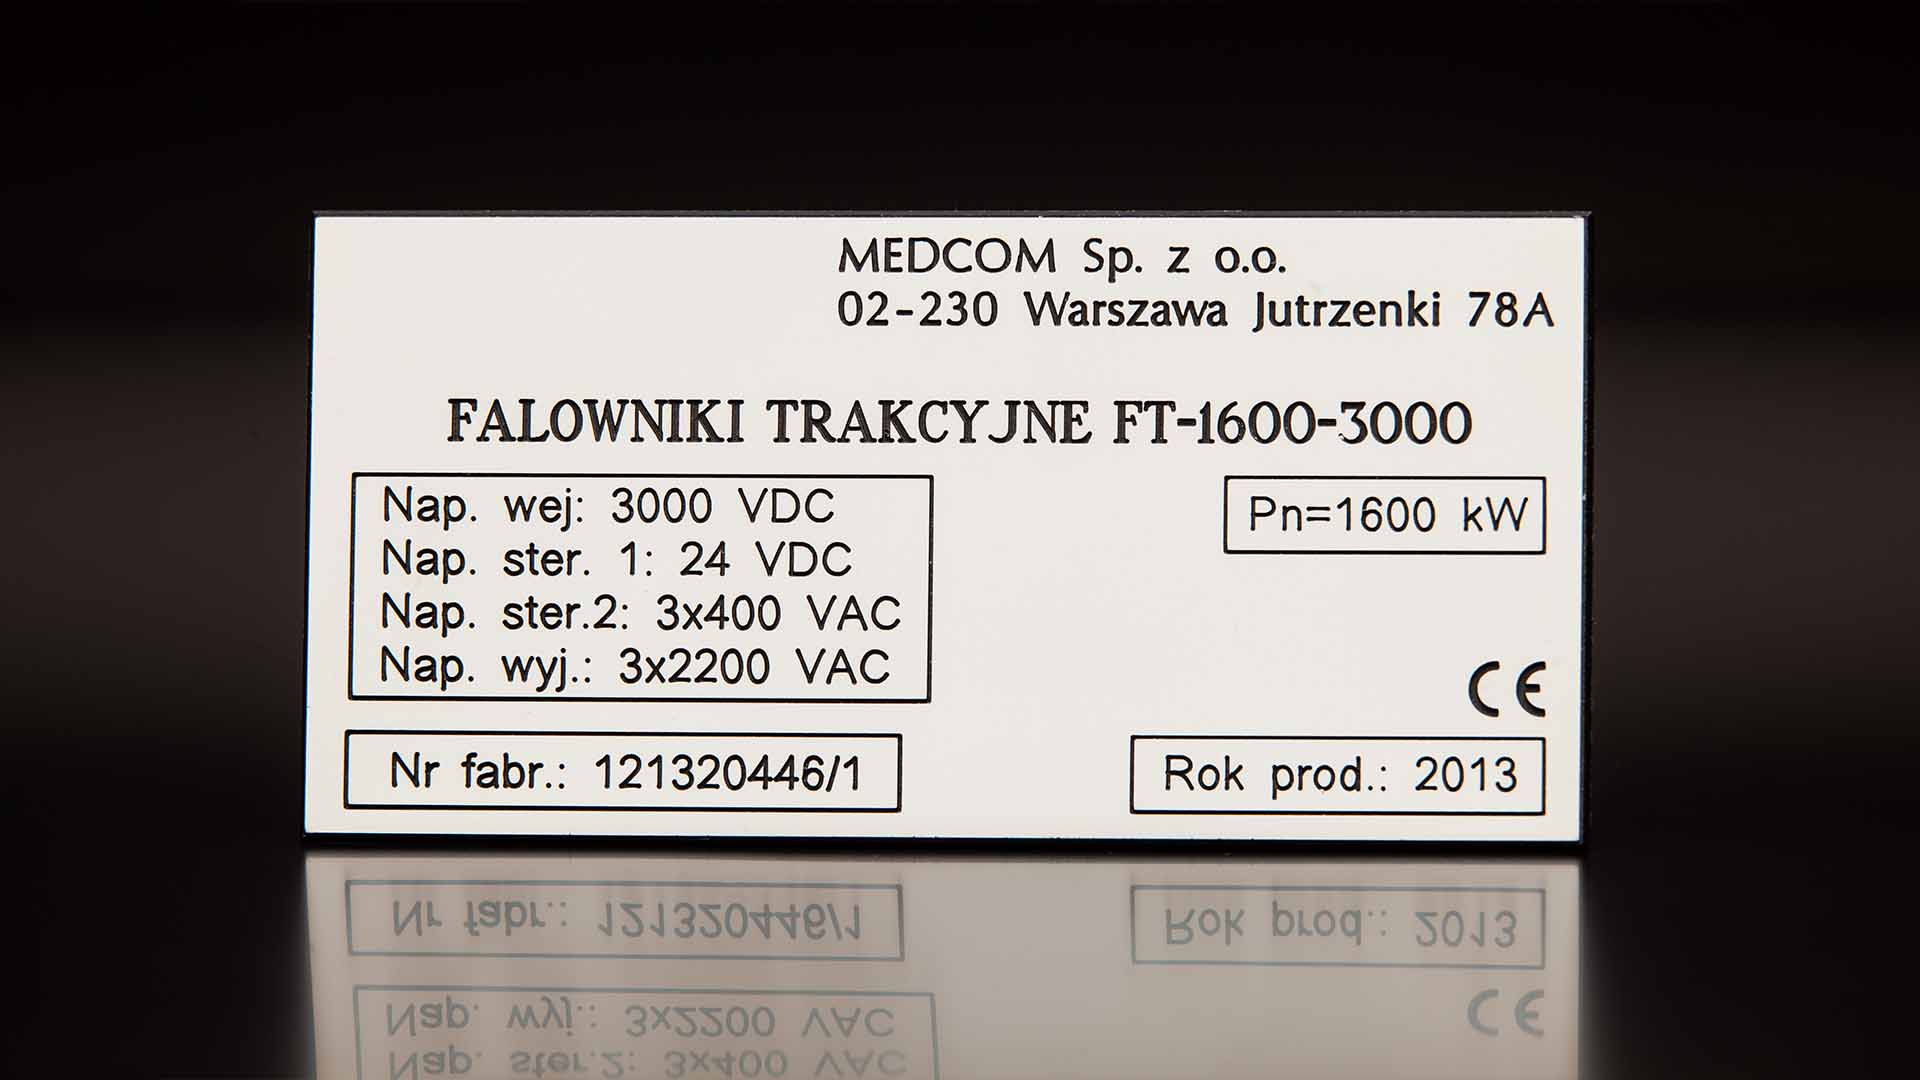 MEDCOM Sp. z o.o.
02-230 Warszawa Jutrzenki 78A
FALOWNIKI TRAKCYJNE FT-1600-3000
Nap. wej: 3000 VDC
Nap. ster. 1: 24 VDC
Nap. ster.2: 3x400 VAC
Nap. wyj.: 3x2200 VAC
Pn=1600 kW
CE
Nr fabr.: 121320446/1
Rok prod.: 2013